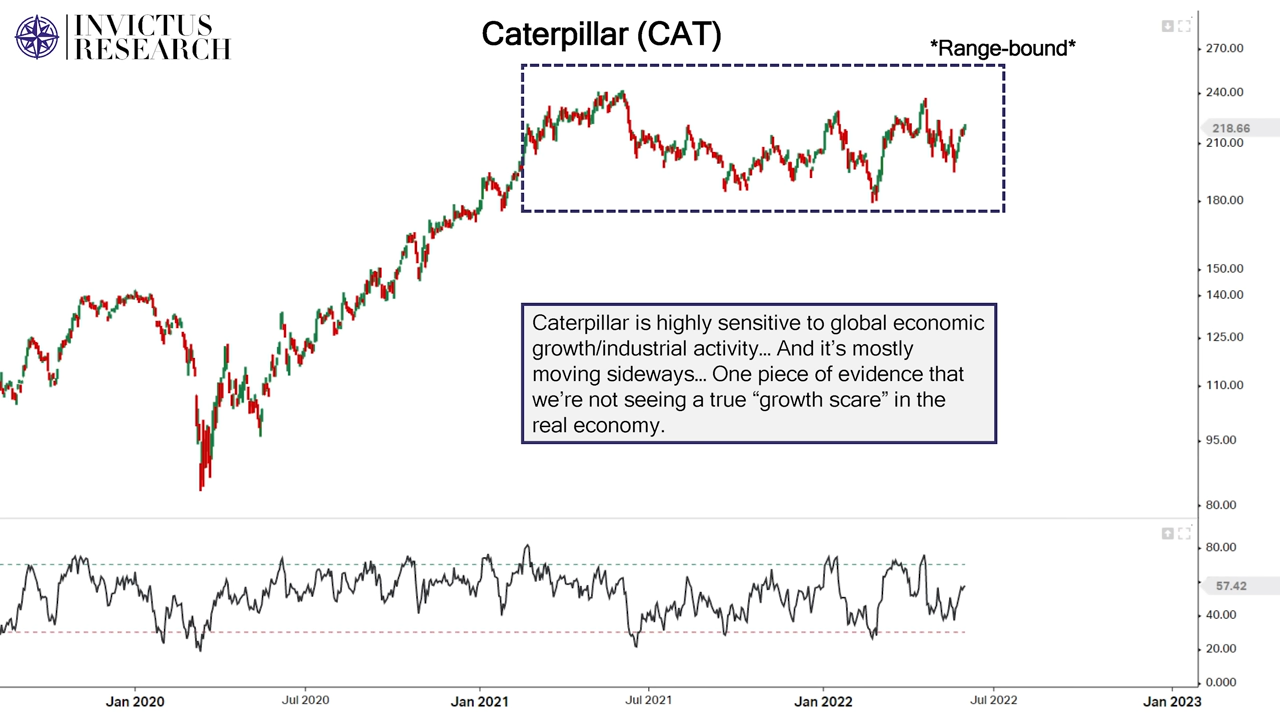 INVICTUS
RESEARCH
Caterpillar (CAT)
*Range-bound*
270.00
240.00
218.66
210.00
180.00
150.00
140.00
125.00
110.00
95.00
80.00
Caterpillar is highly sensitive to global economic
growth/industrial activity... And it's mostly
moving sideways... One piece of evidence that
we're not seeing a true “growth scare” in the
real economy.
80.00
57.42
40.00
20.00
0.000
Jan 2020
Jul 2020
Jan 2021
Jul 2021
Jan 2022
Jul 2022
Jan 2023